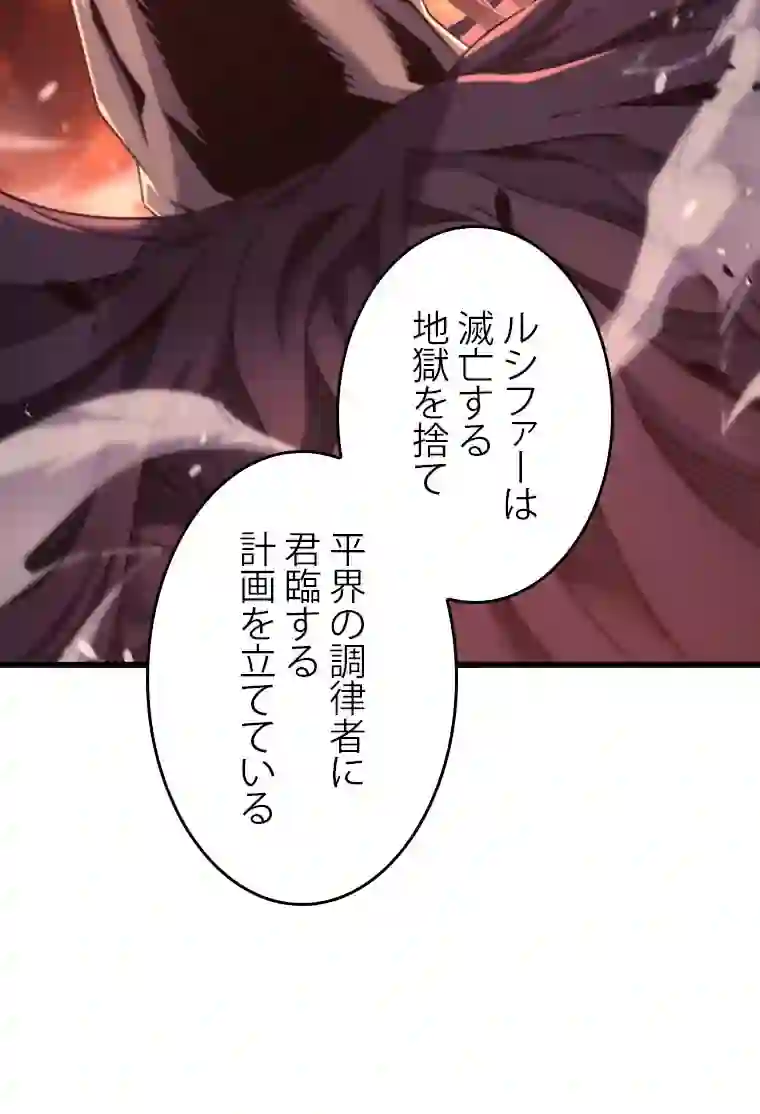 ルシファーは
滅亡する
地獄を捨て
平界の調律者に
君臨する
計画を立てている